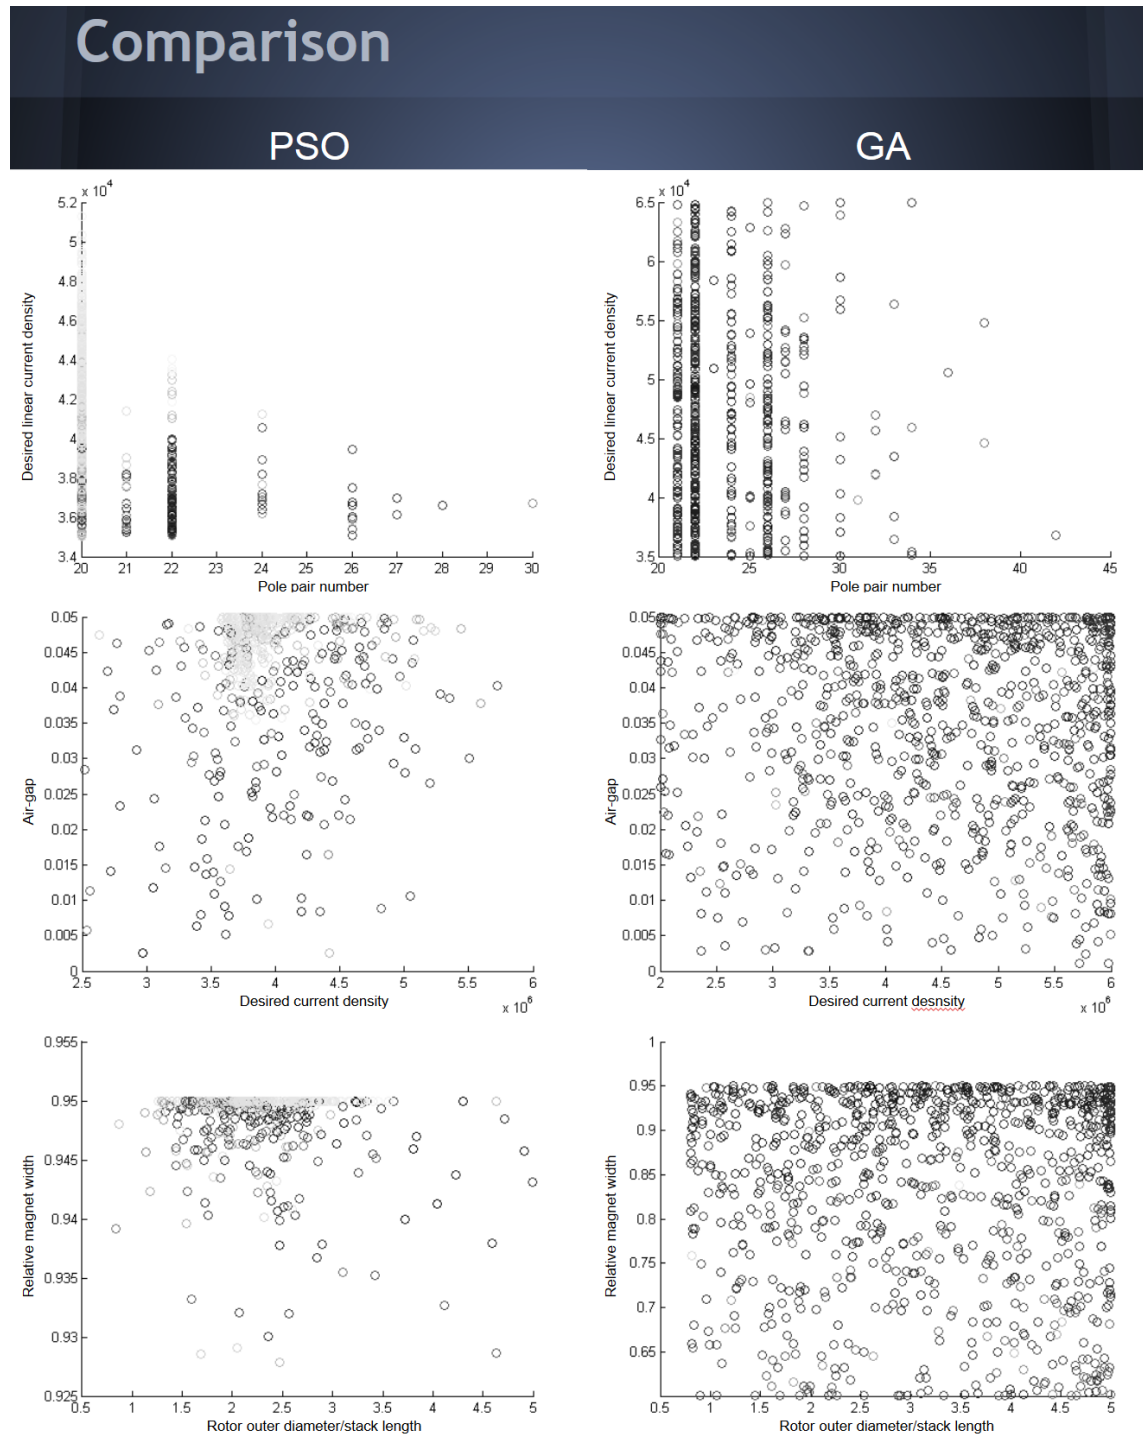 Comparison
PSO
GA
x 10^4
5.2
5
4.8
4.6
4.4
4.2
4
3.8
3.6
3.4
Desired linear current density
20 21 22 23 24 25 26 27 28 29 30
Pole pair number
x 10^4
6.5
6
5.5
5
4.5
4
3.5
Desired linear current density
20 25 30 35 40 45
Pole pair number
0.05
0.045
0.04
0.035
0.03
0.025
0.02
0.015
0.01
0.005
0
Air-gap
2.5 3 3.5 4 4.5 5 5.5 6
Desired current density
x 10^6
0.05
0.045
0.04
0.035
0.03
0.025
0.02
0.015
0.01
0.005
0
Air-gap
2 2.5 3 3.5 4 4.5 5 5.5 6
Desired current desnsity
x 10^6
0.955
0.95
0.945
0.94
0.935
0.93
0.925
Relative magnet width
0.5 1 1.5 2 2.5 3 3.5 4 4.5 5
Rotor outer diameter/stack length
1
0.95
0.9
0.85
0.8
0.75
0.7
0.65
Relative magnet width
0.5 1 1.5 2 2.5 3 3.5 4 4.5 5
Rotor outer diameter/stack length